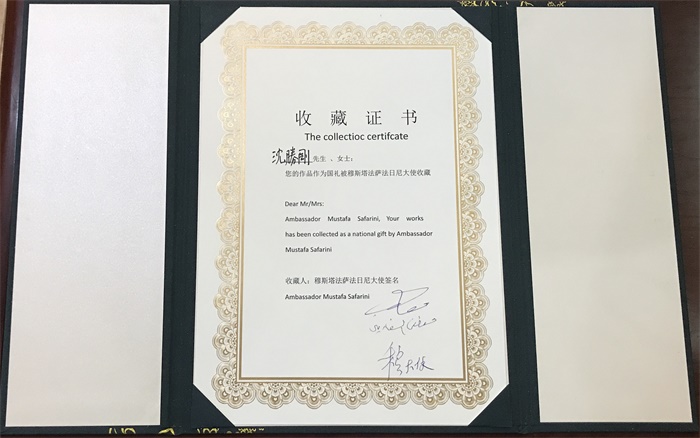 收藏证书
The collectioc certifcate
沈腾刚 先生、女士：
您的作品作为国礼被穆斯塔法萨法日尼大使收藏
Dear Mr/Mrs:
Ambassador Mustafa Safarini, Your works
has been collected as a national gift by Ambassador
Mustafa Safarini
收藏人：穆斯塔法萨法日尼大使签名
Ambassador Mustafa Safarini
大使